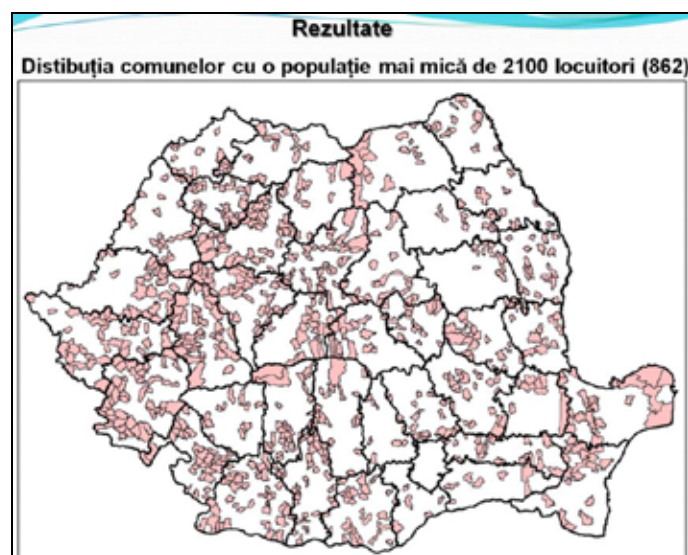 Rezultate
Distibuția comunelor cu o populație mai mică de 2100 locuitori (862)